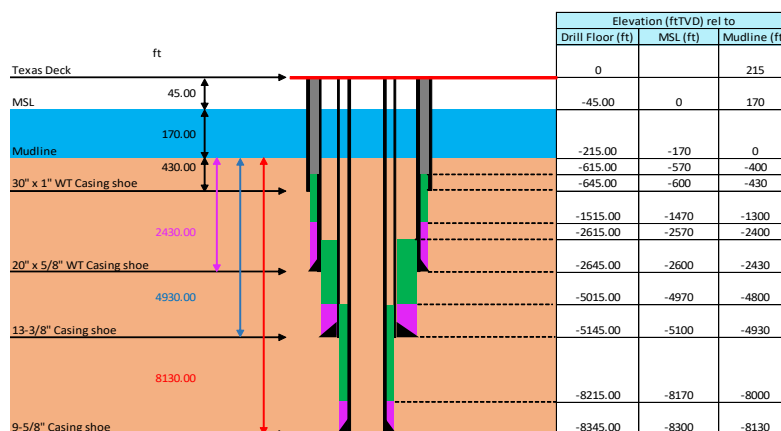 Elevation (ftTVD) rel to
ft Drill Floor (ft) MSL (ft) Mudline (ft
Texas Deck 0 215
45.00
MSL -45.00 0 170
170.00
Mudline -215.00 -170 0
430.00 -615.00 -570 -400
30" x 1" WT Casing shoe -645.00 -600 -430
-1515.00 -1470 -1300
2430.00 -2615.00 -2570 -2400
20" x 5/8" WT Casing shoe -2645.00 -2600 -2430
4930.00 -5015.00 -4970 -4800
13-3/8" Casing shoe -5145.00 -5100 -4930
8130.00
-8215.00 -8170 -8000
9-5/8" Casing shoe -8345.00 -8300 -8130